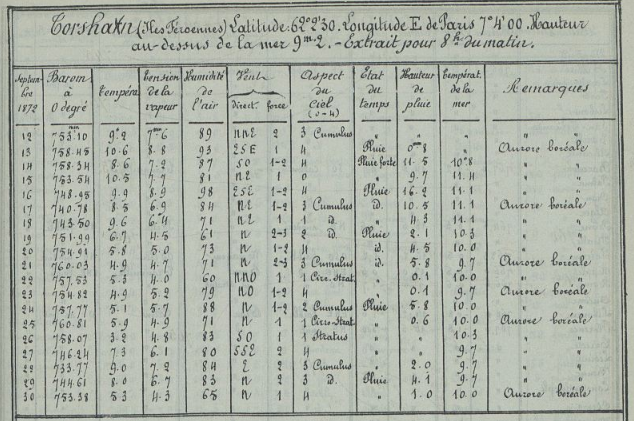 Torshavn (Iles Féroennes) Latitude: 62° 2' 30. Longitude E de Paris 7° 4' 00. Hauteur
au-dessus de la mer 9m 2. - Extrait pour 8h du matin.
Septembre 1872 Barom à 0 degré Tempéra. Tension de la vapeur Humidité de l'air Vent direct. force Aspect du Ciel (0-4) Etat du temps Hauteur de pluie Températ. de la mer Remarques
12 753.10 9°2 7mm6 89 NNE 2 3 Cumulus " " " "
13 758.45 10.6 8.8 93 ESE 1 4 Pluie 0mm8 " Aurore boréale
14 758.34 8.6 7.2 87 SO 1-2 4 Pluie forte 11.5 10°8 " "
15 753.54 10.5 7.7 81 NE 1 0 " 9.7 11.4 " "
16 748.95 9.9 8.9 98 ESE 1-2 4 Pluie 16.2 11.1 " "
17 740.78 8.5 6.9 84 NE 1-2 3 Cumulus id. 10.5 11.1 Aurore boréale
18 743.50 9.6 6.4 71 NE 1 1 id. " 4.3 11.1 " "
19 751.99 6.7 4.5 61 N 2-3 2 id. Pluie 2.1 10.3 " "
20 754.91 5.8 5.0 73 N 1-2 4 id. 4.5 10.0 " "
21 760.03 4.9 4.7 71 N 2-3 3 Cumulus id. 5.8 9.7 Aurore boréale
22 757.53 5.3 4.0 60 NNO 1 1 Cirr. Strat. " 0.1 10.0 " "
23 754.82 4.9 5.2 79 NO 1-2 4 " 0.1 9.7 Aurore boréale
24 757.77 5.1 5.7 88 N 1-2 2 Cumulus Pluie 5.8 10.0 " "
25 760.81 5.9 4.9 71 N 1 1 Cirro-Strat. " 0.6 10.0 Aurore boréale
26 758.07 3.2 4.8 83 SO 1 1 Stratus " " 10.3 " "
27 746.24 7.3 6.1 80 SSE 2 4 " " 9.7 " "
28 733.77 9.0 7.2 84 E 2 3 Cumulus " 2.0 9.7 " "
29 744.61 8.0 6.7 83 N 2 3 id. Pluie 4.1 9.7 " "
30 753.38 5.3 4.3 65 N 1 4 " 1.0 10.0 Aurore boréale